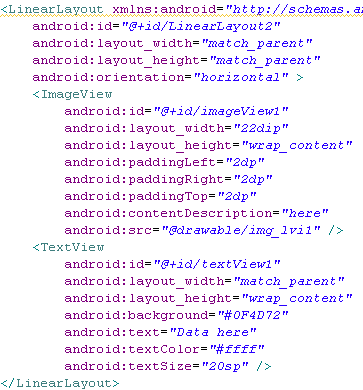 <LinearLayout xmlns:android="http://schemas.an
android:id="@+id/LinearLayout2"
android:layout_width="match_parent"
android:layout_height="match_parent"
android:orientation="horizontal" >
<ImageView
android:id="@+id/imageView1"
android:layout_width="22dip"
android:layout_height="wrap_content"
android:paddingLeft="2dp"
android:paddingRight="2dp"
android:paddingTop="2dp"
android:contentDescription="here"
android:src="@drawable/img_lvi1" />
<TextView
android:id="@+id/textView1"
android:layout_width="match_parent"
android:layout_height="wrap_content"
android:background="#0F4D72"
android:text="Data here"
android:textColor="#ffff"
android:textSize="20sp" />
</LinearLayout>